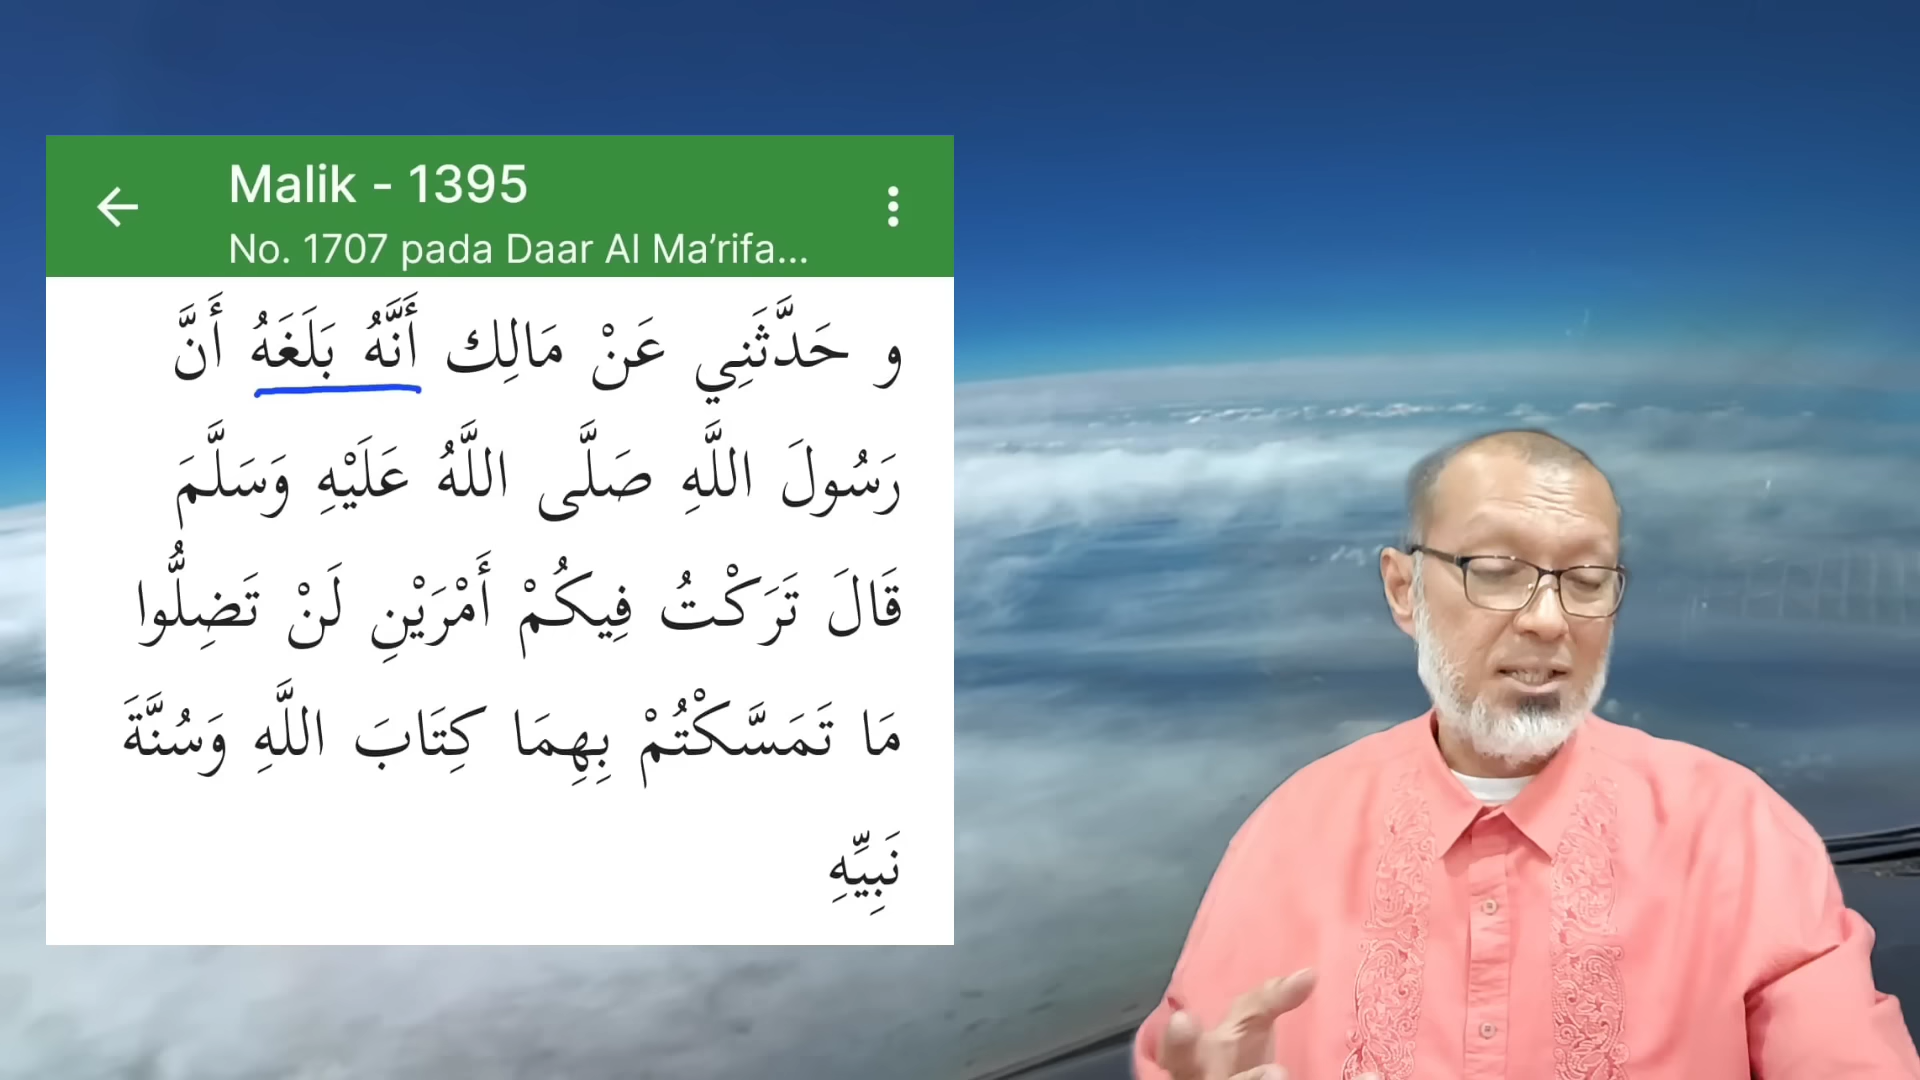 Malik - 1395
No. 1707 pada Daar Al Ma’rifa...
و حَدَّثَنِي عَنْ مَالِك أَنَّهُ بَلَغَهُ أَنَّ
رَسُولَ اللَّهِ صَلَّى اللَّهُ عَلَيْهِ وَسَلَّمَ
قَالَ تَرَكْتُ فِيكُمْ أَمْرَيْنِ لَنْ تَضِلُّوا
مَا تَمَسَّكْتُمْ بِهِمَا كِتَابَ اللَّهِ وَسُنَّةَ
نَبِيِّهِ